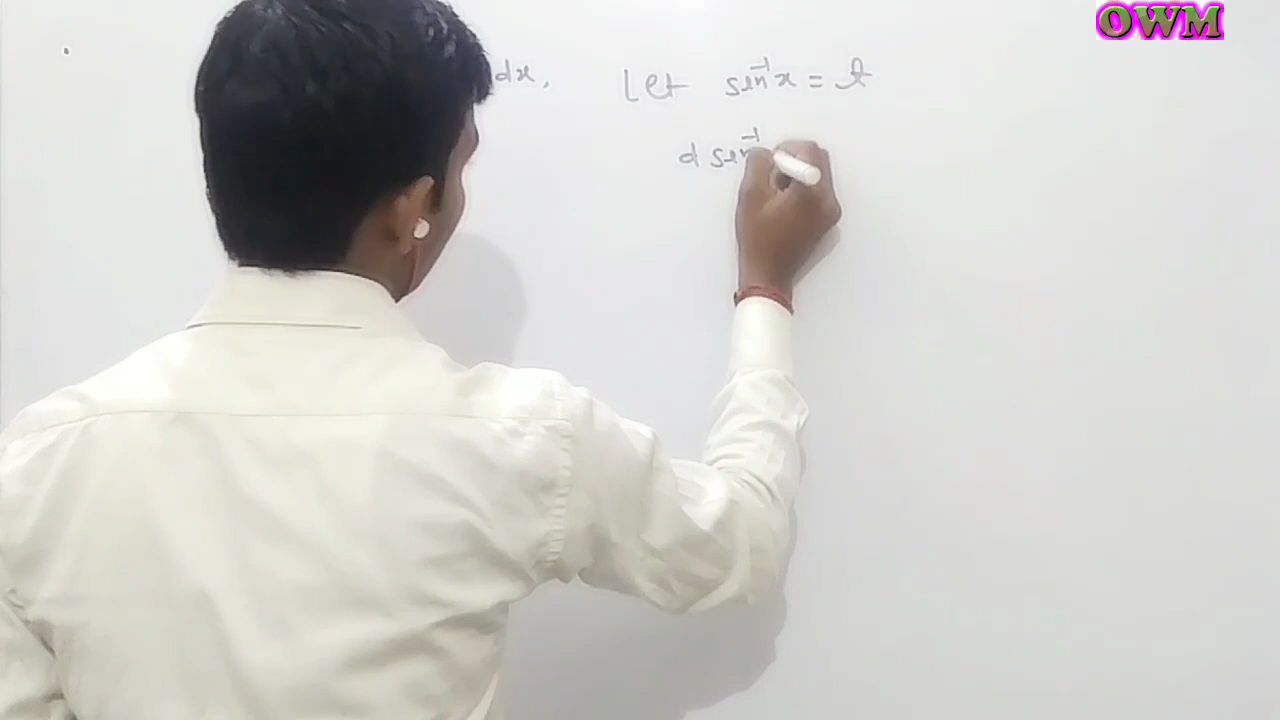 OWM
dx, Let sin⁻¹x = t
d sin⁻¹